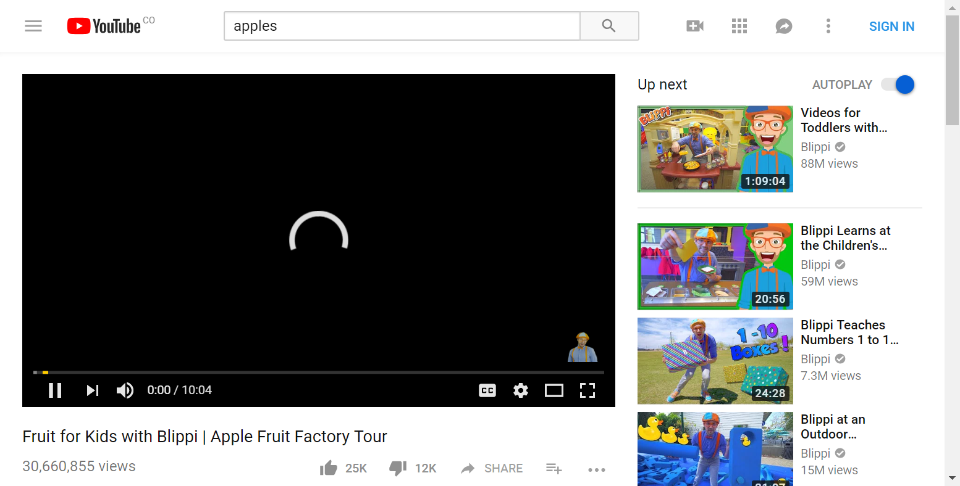 YouTube CO
apples
SIGN IN
Up next
AUTOPLAY
BLIPPI
1:09:04
Videos for
Toddlers with...
Blippi
88M views
20:56
Blippi Learns at
the Children's...
Blippi
59M views
1-10
Boxes!
24:28
Blippi Teaches
Numbers 1 to 1...
Blippi
7.3M views
Blippi at an
Outdoor...
Blippi
15M views
0:00 / 10:04
CC
Fruit for Kids with Blippi | Apple Fruit Factory Tour
30,660,855 views
25K
12K
SHARE